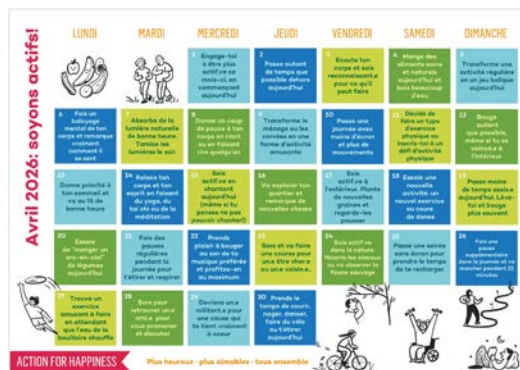 Avril 2026: soyons actifs!
LUNDI
MARDI
MERCREDI
JEUDI
VENDREDI
SAMEDI
DIMANCHE
1 Engage-toi
à être plus
actif·ve ce
mois-ci, en
commençant
aujourd'hui
2
Passe autant
de temps que
possible dehors
aujourd'hui
3
Ecoute ton
corps et sois
reconnaissant.e
pour ce qu'il
peut faire
4 Mange des
aliments sains
et naturels
aujourd'hui et
bois beaucoup
d'eau
5
Transforme une
activité régulière
en jeu ludique
aujourd'hui
6 Fais un
balayage
mental de ton
corps et remarque
vraiment
comment il
se sent
7
Absorbe de la
lumière naturelle
de bonne heure.
Tamise les
lumières le soir
8
Donne un coup
de pouce à ton
corps en riant
ou en faisant
rire quelqu'un
9
Transforme le
ménage ou les
corvées en une
forme d'activité
amusante
10
Passe une
journée avec
moins d'écran
et plus de
mouvement
11 Décide de
faire un type
d'exercice
physique ou
inscris-toi à un
défi d'activité
physique
12
Bouge
autant
que possible,
même si tu es
coincé.e à
l'intérieur
13
Donne priorité à
ton sommeil et
va au lit de
bonne heure
14
Relaxe ton
corps et ton
esprit en faisant
du yoga, du
tai chi ou de la
méditation
15 Sois
actif·ve en
chantant
aujourd'hui
(même si tu
penses ne pas
pouvoir chanter!)
16
Va explorer ton
quartier et
remarque de
nouvelles choses
17 Sois
actif·ve à
l'extérieur. Plante
de nouvelles
graines et
regarde-les
pousser
18
Essaie une
nouvelle
activité, un
nouvel exercice
ou cours
de danse
19
Passe moins
de temps assis.e
aujourd'hui. Lève-
toi et bouge
plus souvent
20
Essaie
de "manger un
arc-en-ciel"
de légumes
aujourd'hui
21
Fais des
pauses
régulières
pendant la
journée pour
t'étirer et respirer
22 Prends
plaisir à bouger
au son de ta
musique préférée
et profites-en
au maximum
23
Sors et va faire
une course pour
un.e être cher.e
ou un.e voisin.e.
24
Sois actif·ve
dans la nature.
Nourris les oiseaux
ou va observer la
faune sauvage
25
Passe une soirée
sans écran pour
prendre le temps
de te recharger
26
Fais une
pause
supplémentaire
dans ta journée et va
marcher pendant 15
minutes
27
Trouve un
exercice
amusant à faire
en attendant
que l'eau de la
bouilloire chauffe
28
Sors pour
retrouver un.e
ami.e pour
vous promener
et discuter
29
Deviens un.e
militant.e pour
une cause qui
te tient vraiment
à coeur
30 Prends le
temps de courir,
nager, danser,
faire du vélo
ou t'étirer
aujourd'hui
ACTION FOR HAPPINESS
Plus heureux · plus aimables · tous ensemble